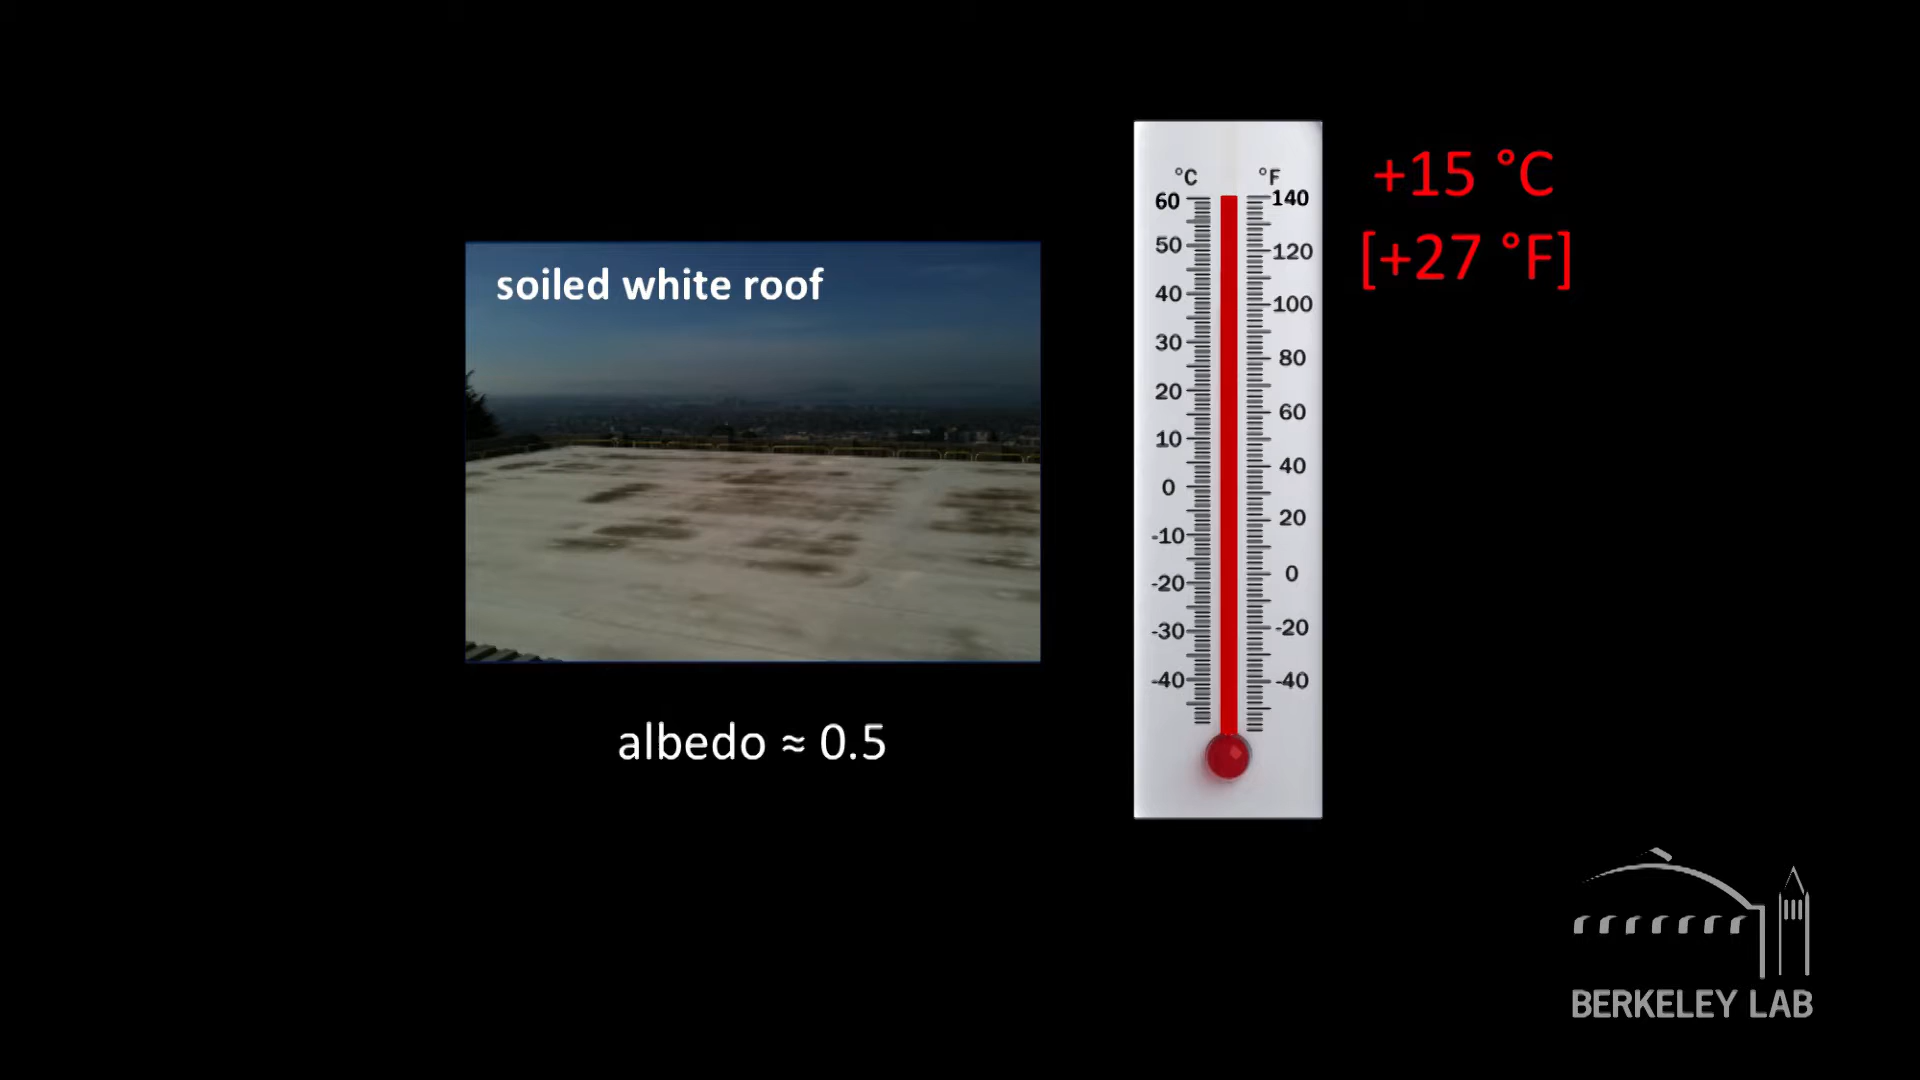 soiled white roof
albedo ≈ 0.5
°C °F
60 140
50 120
40 100
30 80
20 60
10 40
0 20
-10 0
-20 -20
-30 -40
-40
+15 °C
[+27 °F]
BERKELEY LAB